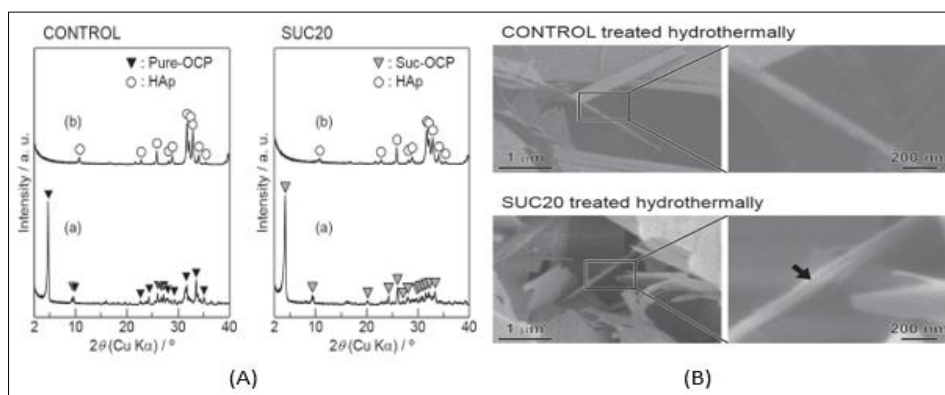 CONTROL
▼: Pure-OCP
○: HAp
(b)
(a)
Intensity / a. u.
2 10 20 30 40
2θ(Cu Kα) / °
SUC20
▼: Suc-OCP
○: HAp
(b)
(a)
Intensity / a. u.
2 10 20 30 40
2θ(Cu Kα) / °
(A)
CONTROL treated hydrothermally
1 μm
200 nm
SUC20 treated hydrothermally
1 μm
200 nm
(B)